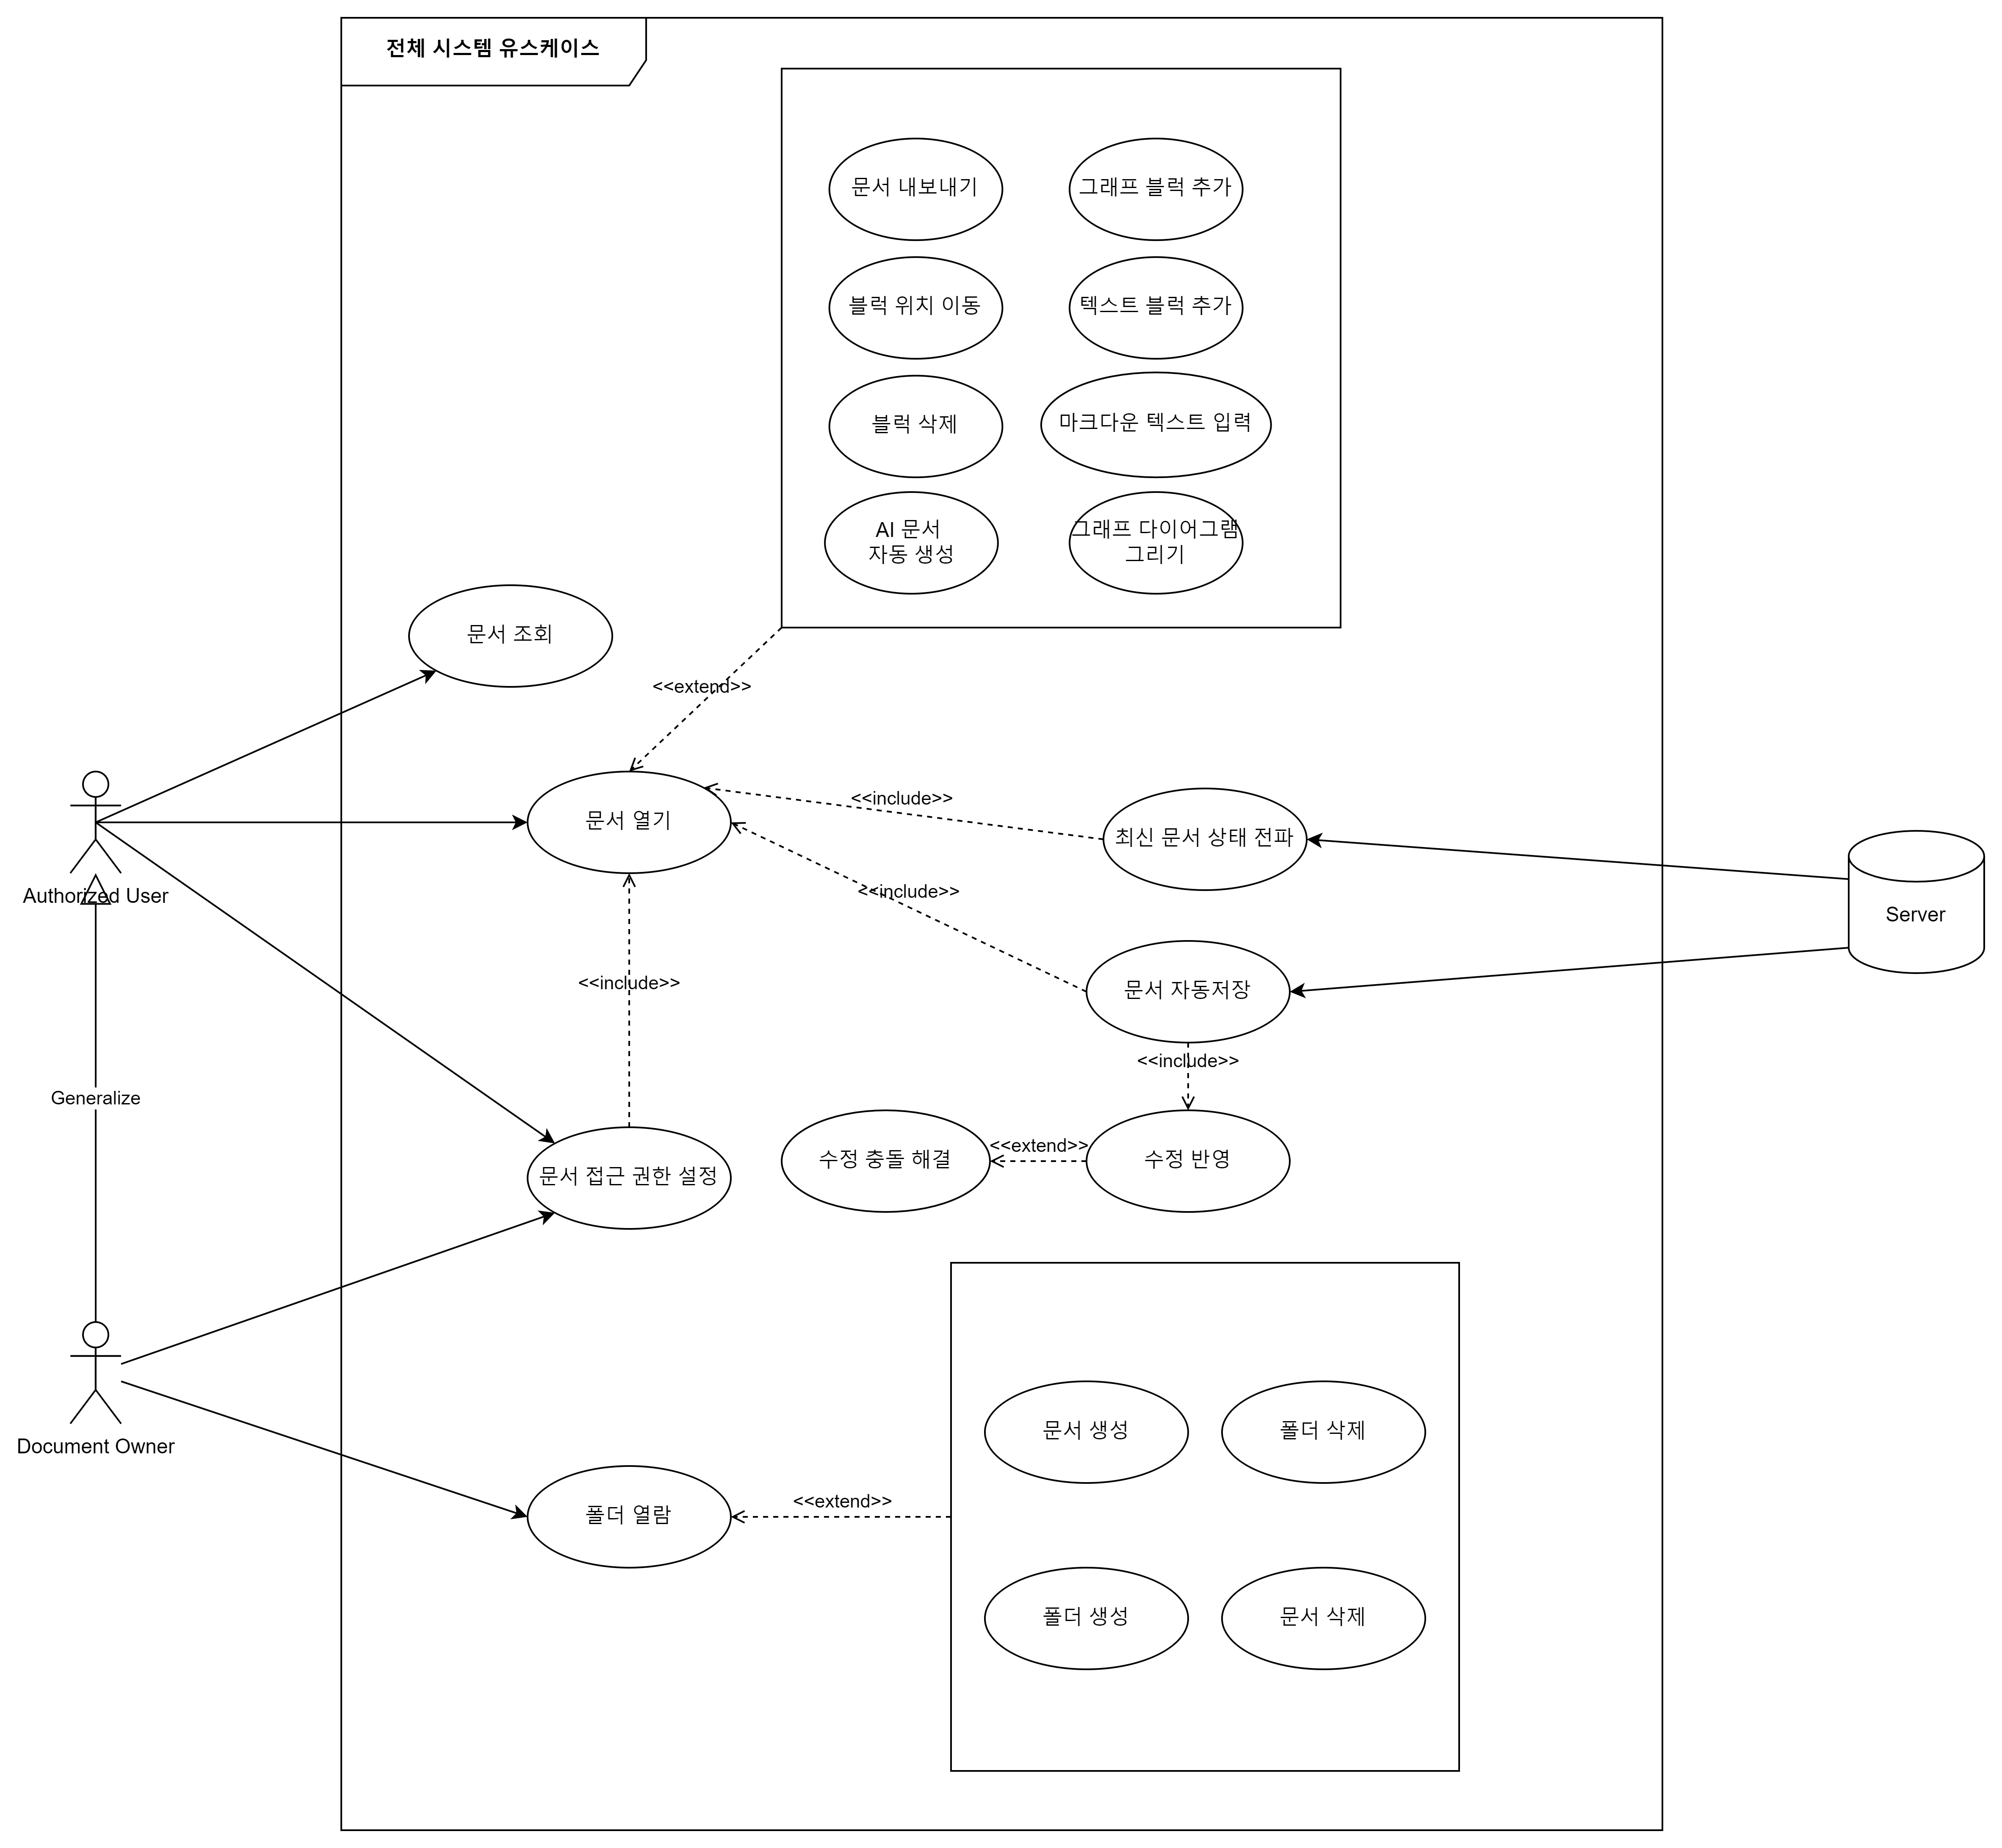 전체 시스템 유스케이스
문서 내보내기
그래프 블럭 추가
블럭 위치 이동
텍스트 블럭 추가
블럭 삭제
마크다운 텍스트 입력
AI 문서
자동 생성
그래프 다이어그램
그리기
문서 조회
<<extend>>
문서 열기
<<include>>
최신 문서 상태 전파
Authorized User
<<include>>
Server
<<include>>
문서 자동저장
<<include>>
Generalize
문서 접근 권한 설정
수정 충돌 해결
<<extend>>
수정 반영
Document Owner
문서 생성
폴더 삭제
폴더 열람
<<extend>>
폴더 생성
문서 삭제